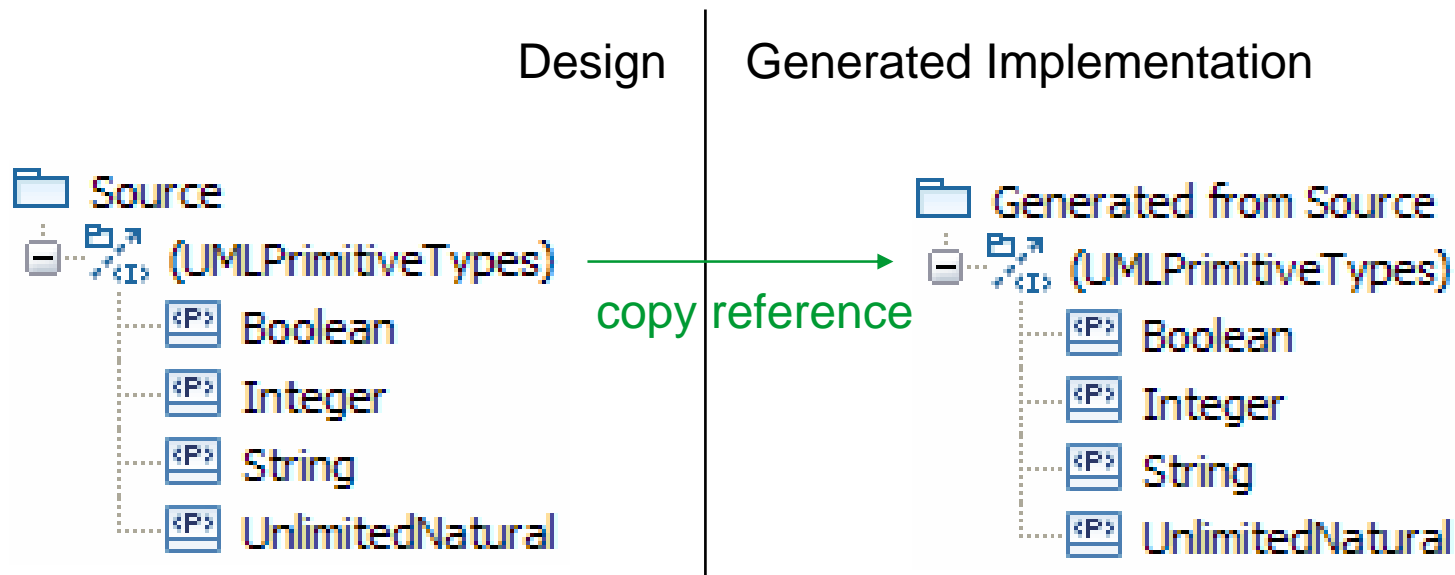 Design
Generated Implementation
Source
(UMLPrimitiveTypes)
<I>
<P> Boolean
<P> Integer
<P> String
<P> UnlimitedNatural
copy reference
Generated from Source
(UMLPrimitiveTypes)
<I>
<P> Boolean
<P> Integer
<P> String
<P> UnlimitedNatural